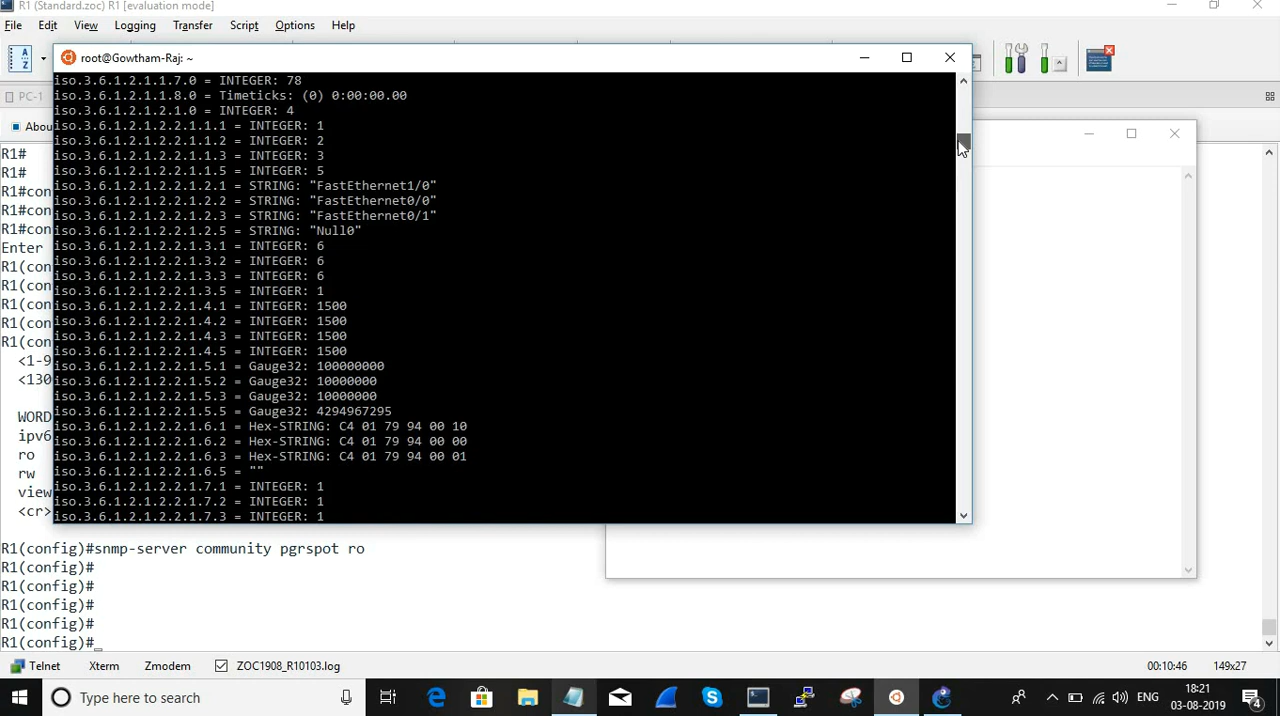 R1 (Standard.zoc) R1 [evaluation mode]
File Edit View Logging Transfer Script Options Help
root@Gowtham-Raj: ~
PC-1
Abou
iso.3.6.1.2.1.1.7.0 = INTEGER: 78
iso.3.6.1.2.1.1.8.0 = Timeticks: (0) 0:00:00.00
iso.3.6.1.2.1.2.1.0 = INTEGER: 4
iso.3.6.1.2.1.2.2.1.1.1 = INTEGER: 1
iso.3.6.1.2.1.2.2.1.1.2 = INTEGER: 2
iso.3.6.1.2.1.2.2.1.1.3 = INTEGER: 3
iso.3.6.1.2.1.2.2.1.1.5 = INTEGER: 5
iso.3.6.1.2.1.2.2.1.2.1 = STRING: "FastEthernet1/0"
iso.3.6.1.2.1.2.2.1.2.2 = STRING: "FastEthernet0/0"
iso.3.6.1.2.1.2.2.1.2.3 = STRING: "FastEthernet0/1"
iso.3.6.1.2.1.2.2.1.2.5 = STRING: "Null0"
iso.3.6.1.2.1.2.2.1.3.1 = INTEGER: 6
iso.3.6.1.2.1.2.2.1.3.2 = INTEGER: 6
iso.3.6.1.2.1.2.2.1.3.3 = INTEGER: 6
iso.3.6.1.2.1.2.2.1.3.5 = INTEGER: 1
iso.3.6.1.2.1.2.2.1.4.1 = INTEGER: 1500
iso.3.6.1.2.1.2.2.1.4.2 = INTEGER: 1500
iso.3.6.1.2.1.2.2.1.4.3 = INTEGER: 1500
iso.3.6.1.2.1.2.2.1.4.5 = INTEGER: 1500
iso.3.6.1.2.1.2.2.1.5.1 = Gauge32: 100000000
iso.3.6.1.2.1.2.2.1.5.2 = Gauge32: 10000000
iso.3.6.1.2.1.2.2.1.5.3 = Gauge32: 10000000
iso.3.6.1.2.1.2.2.1.5.5 = Gauge32: 4294967295
iso.3.6.1.2.1.2.2.1.6.1 = Hex-STRING: C4 01 79 94 00 10
iso.3.6.1.2.1.2.2.1.6.2 = Hex-STRING: C4 01 79 94 00 00
iso.3.6.1.2.1.2.2.1.6.3 = Hex-STRING: C4 01 79 94 00 01
iso.3.6.1.2.1.2.2.1.6.5 = ""
iso.3.6.1.2.1.2.2.1.7.1 = INTEGER: 1
iso.3.6.1.2.1.2.2.1.7.2 = INTEGER: 1
iso.3.6.1.2.1.2.2.1.7.3 = INTEGER: 1
R1#
R1#
R1#con
R1#con
R1#con
Enter
R1(con
R1(con
R1(con
R1(con
R1(con
<1-9
<130
WORD
ipv6
ro
rw
view
<cr>
R1(config)#snmp-server community pgrspot ro
R1(config)#
R1(config)#
R1(config)#
R1(config)#
R1(config)#
Telnet Xterm Zmodem ZOC1908_R10103.log 00:10:46 149x27
Type here to search
ENG
18:21
03-08-2019
4